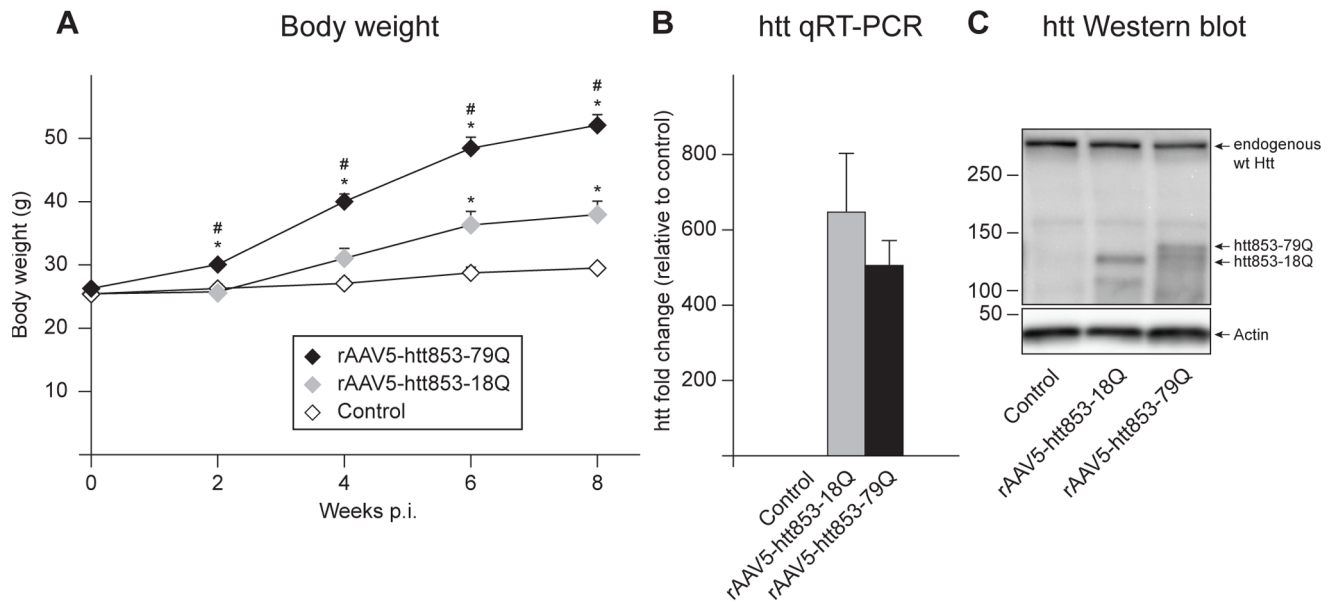 A
Body weight
Body weight (g)
50
40
30
20
10
0
2
4
6
8
Weeks p.i.
#
*
#
*
#
*
#
*
*
*
rAAV5-htt853-79Q
rAAV5-htt853-18Q
Control
B
htt qRT-PCR
htt fold change (relative to control)
800
600
400
200
Control
rAAV5-htt853-18Q
rAAV5-htt853-79Q
C
htt Western blot
250
150
100
50
endogenous
wt Htt
htt853-79Q
htt853-18Q
Actin
Control
rAAV5-htt853-18Q
rAAV5-htt853-79Q